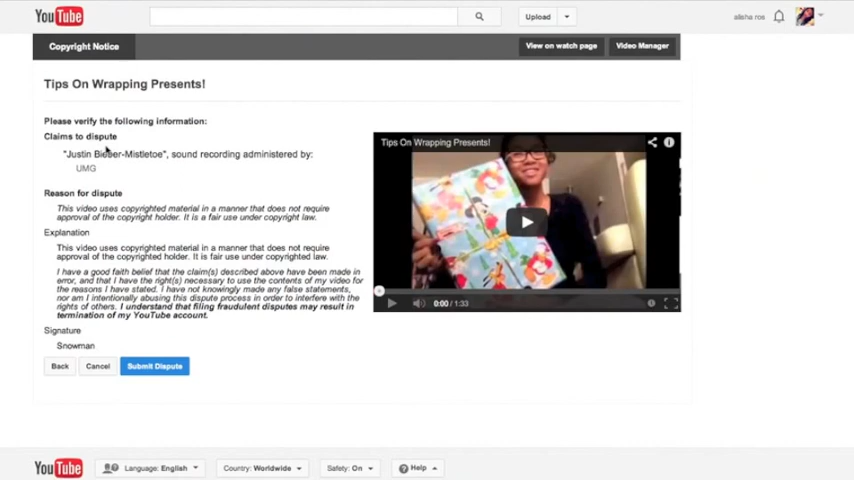 YouTube
Upload
alisha ros
Copyright Notice
View on watch page
Video Manager
Tips On Wrapping Presents!
Please verify the following information:
Claims to dispute
"Justin Bieber-Mistletoe", sound recording administered by:
UMG
Reason for dispute
This video uses copyrighted material in a manner that does not require
approval of the copyright holder. It is a fair use under copyright law.
Explanation
This video uses copyrighted material in a manner that does not require
approval of the copyrighted holder. It is fair use under copyrighted law.
I have a good faith belief that the claim(s) described above have been made in
error, and that I have the right(s) necessary to use the contents of my video for
the reasons I have stated. I have not knowingly made any false statements,
nor am I intentionally abusing this dispute process in order to interfere with the
rights of others. I understand that filing fraudulent disputes may result in
termination of my YouTube account.
Signature
Snowman
Back
Cancel
Submit Dispute
Tips On Wrapping Presents!
0:00 / 1:33
YouTube
Language: English
Country: Worldwide
Safety: On
Help